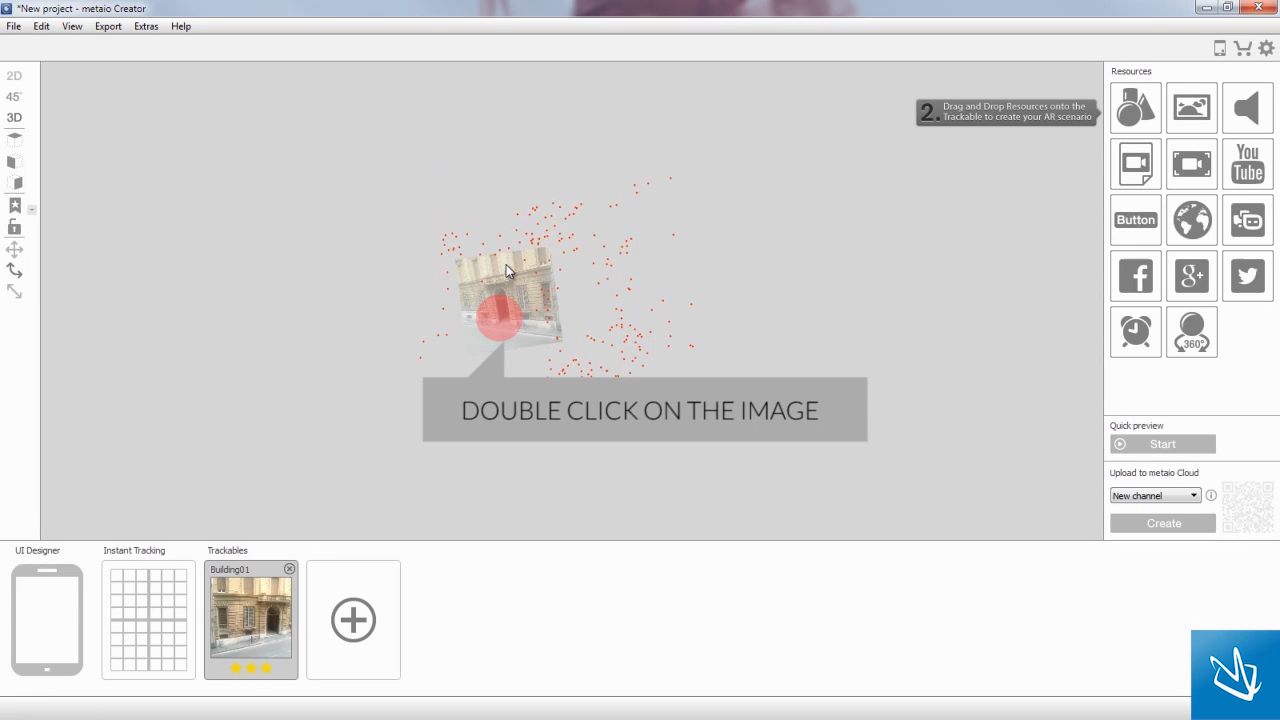 *New project - metaio Creator
File Edit View Export Extras Help
2D
45°
3D
2. Drag and Drop Resources onto the
Trackable to create your AR scenario
Resources
You
Tube
Button
g+
360°
DOUBLE CLICK ON THE IMAGE
Quick preview
Start
Upload to metaio Cloud
New channel
Create
UI Designer
Instant Tracking
Trackables
Building01